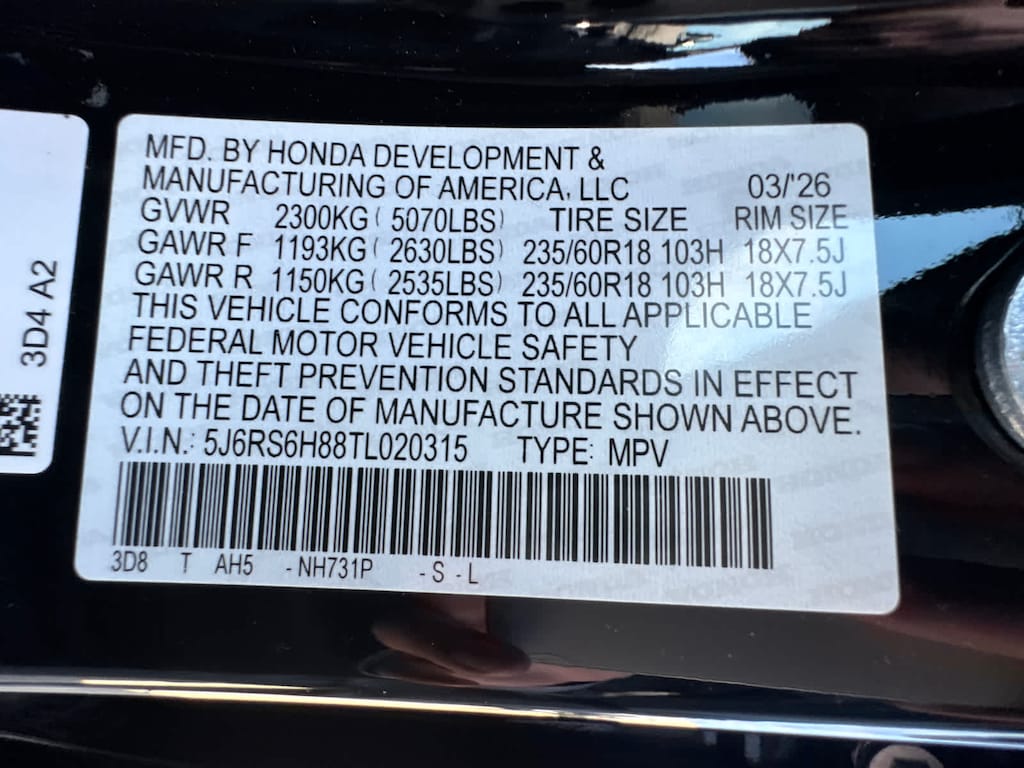 MFD. BY HONDA DEVELOPMENT &
MANUFACTURING OF AMERICA, LLC 03/'26
GVWR 2300KG ( 5070LBS) TIRE SIZE RIM SIZE
GAWR F 1193KG ( 2630LBS) 235/60R18 103H 18X7.5J
GAWR R 1150KG ( 2535LBS) 235/60R18 103H 18X7.5J
THIS VEHICLE CONFORMS TO ALL APPLICABLE
FEDERAL MOTOR VEHICLE SAFETY
AND THEFT PREVENTION STANDARDS IN EFFECT
ON THE DATE OF MANUFACTURE SHOWN ABOVE.
V.I.N.: 5J6RS6H88TL020315 TYPE: MPV
3D8 T AH5 -NH731P -S -L
3D4 A2